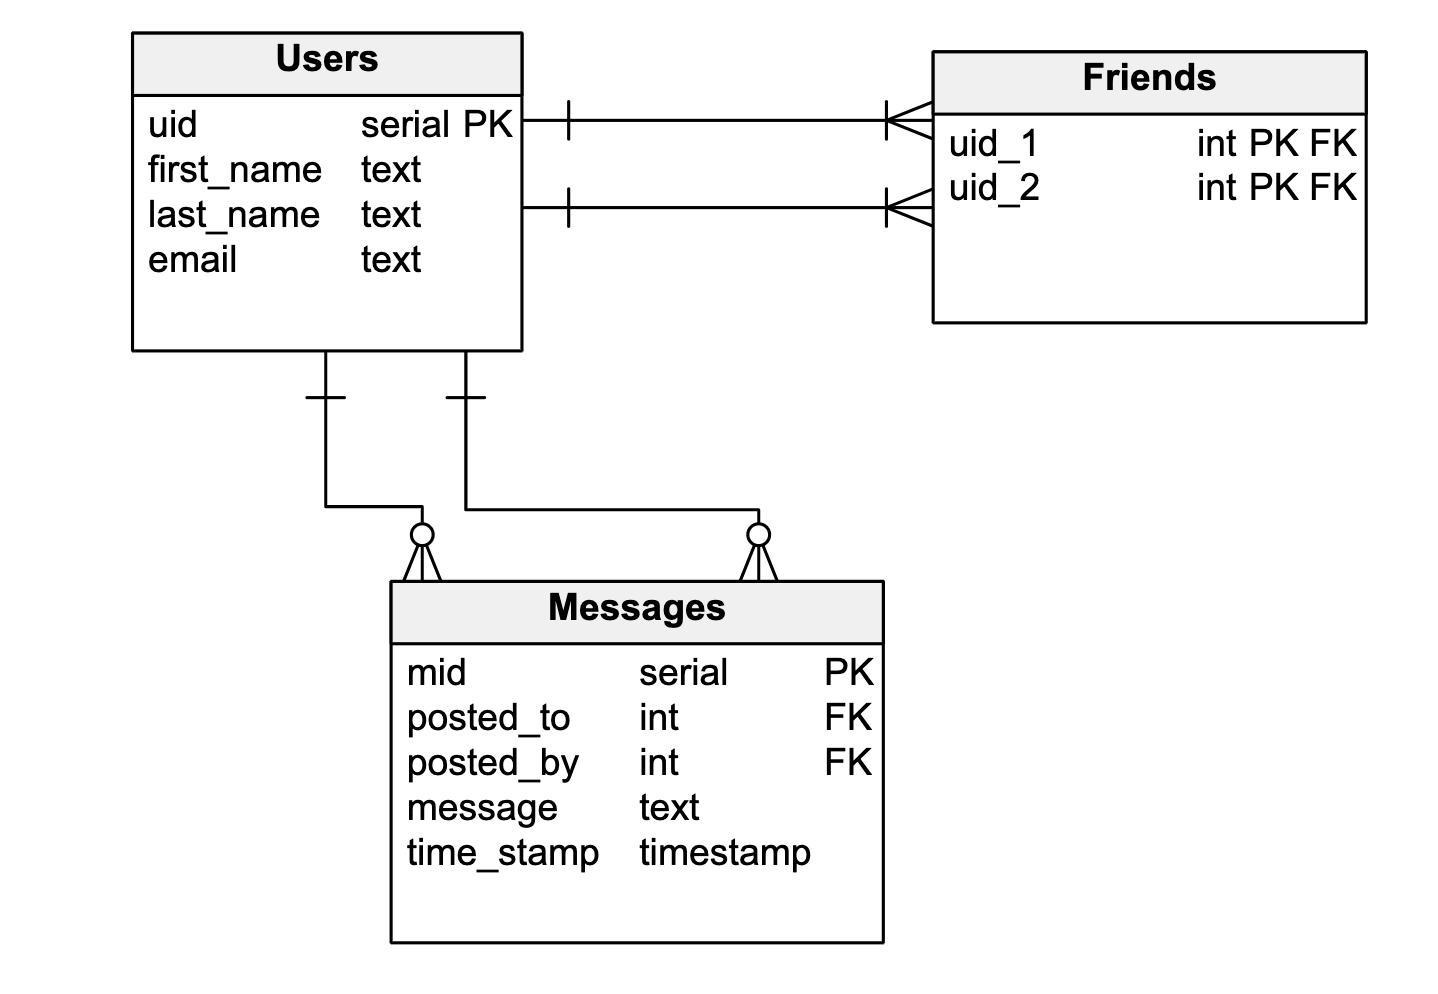 Users
uid serial PK
first_name text
last_name text
email text
Friends
uid_1 int PK FK
uid_2 int PK FK
Messages
mid serial PK
posted_to int FK
posted_by int FK
message text
time_stamp timestamp